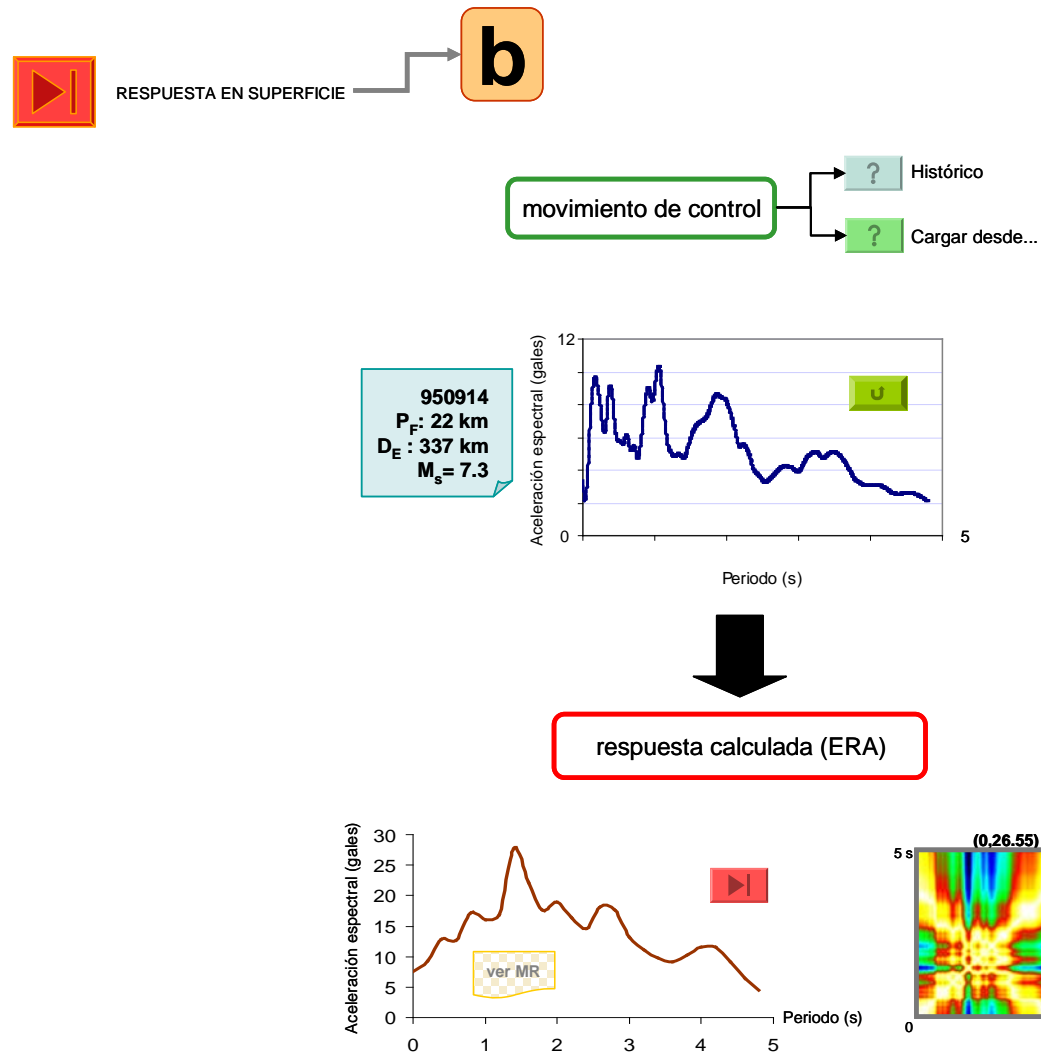 b
RESPUESTA EN SUPERFICIE
movimiento de control
?
Histórico
?
Cargar desde...
950914
PF: 22 km
DE : 337 km
Ms= 7.3
Aceleración espectral (gales)
12
0
5
Periodo (s)
respuesta calculada (ERA)
Aceleración espectral (gales)
30
25
20
15
10
5
0
ver MR
0
1
2
3
4
5
Periodo (s)
(0,26.55)
5 s
0